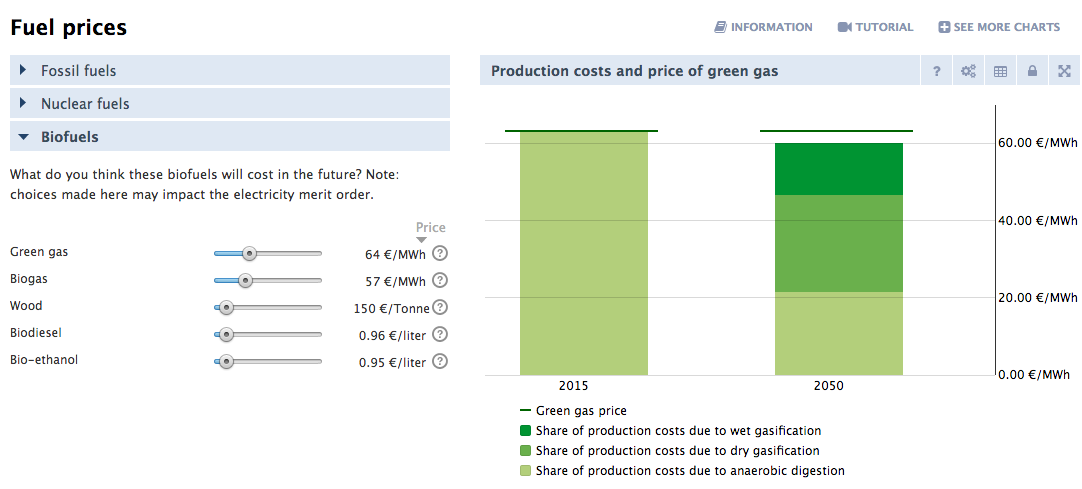 Fuel prices
INFORMATION
TUTORIAL
SEE MORE CHARTS
Fossil fuels
Nuclear fuels
Biofuels
What do you think these biofuels will cost in the future? Note:
choices made here may impact the electricity merit order.
Price
Green gas 64 €/MWh ?
Biogas 57 €/MWh ?
Wood 150 €/Tonne ?
Biodiesel 0.96 €/liter ?
Bio-ethanol 0.95 €/liter ?
Production costs and price of green gas ?
60.00 €/MWh
40.00 €/MWh
20.00 €/MWh
0.00 €/MWh
2015 2050
Green gas price
Share of production costs due to wet gasification
Share of production costs due to dry gasification
Share of production costs due to anaerobic digestion